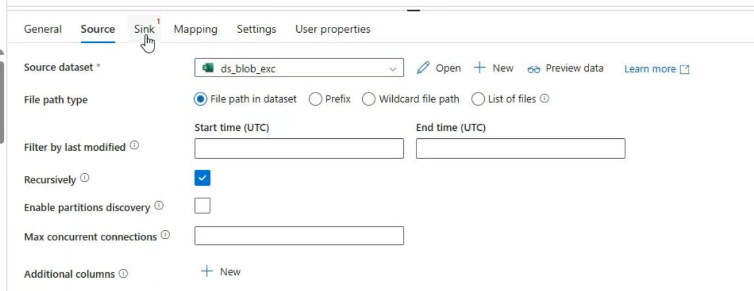 General Source Sink 1 Mapping Settings User properties
Source dataset * ds_blob_exc Open New Preview data Learn more
File path type File path in dataset Prefix Wildcard file path List of files
Start time (UTC) End time (UTC)
Filter by last modified
Recursively
Enable partitions discovery
Max concurrent connections
Additional columns New